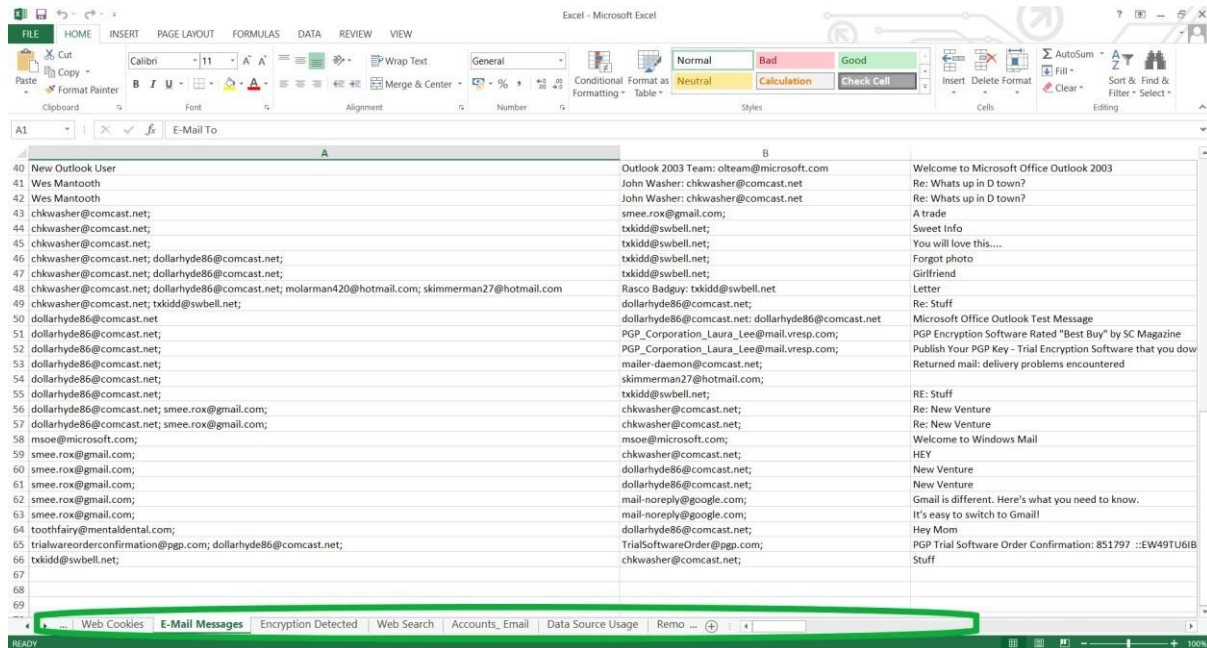 Excel - Microsoft Excel
FILE HOME INSERT PAGE LAYOUT FORMULAS DATA REVIEW VIEW
Paste
Cut
Copy
Format Painter
Clipboard
Calibri 11
Font
Wrap Text
Merge & Center
Alignment
General
Number
Conditional Formatting
Format as Table
Normal Bad Good
Neutral Calculation Check Cell
Styles
Insert Delete Format
Cells
AutoSum
Fill
Clear
Sort & Filter
Find & Select
Editing
A1 fx E-Mail To
A B
40 New Outlook User Outlook 2003 Team: olteam@microsoft.com Welcome to Microsoft Office Outlook 2003
41 Wes Mantooth John Washer: chkwasher@comcast.net Re: Whats up in D town?
42 Wes Mantooth John Washer: chkwasher@comcast.net Re: Whats up in D town?
43 chkwasher@comcast.net; smee.rox@gmail.com; A trade
44 chkwasher@comcast.net; txkidd@swbell.net; Sweet Info
45 chkwasher@comcast.net; txkidd@swbell.net; You will love this....
46 chkwasher@comcast.net; dollarhyde86@comcast.net; txkidd@swbell.net; Forgot photo
47 chkwasher@comcast.net; dollarhyde86@comcast.net; txkidd@swbell.net; Girlfriend
48 chkwasher@comcast.net; dollarhyde86@comcast.net; molarman420@hotmail.com; skimmerman27@hotmail.com Rasco Badguy: txkidd@swbell.net Letter
49 chkwasher@comcast.net; txkidd@swbell.net; dollarhyde86@comcast.net; Re: Stuff
50 dollarhyde86@comcast.net dollarhyde86@comcast.net: dollarhyde86@comcast.net Microsoft Office Outlook Test Message
51 dollarhyde86@comcast.net; PGP_Corporation_Laura_Lee@mail.vresp.com; PGP Encryption Software Rated "Best Buy" by SC Magazine
52 dollarhyde86@comcast.net; PGP_Corporation_Laura_Lee@mail.vresp.com; Publish Your PGP Key - Trial Encryption Software that you dow
53 dollarhyde86@comcast.net; mailer-daemon@comcast.net; Returned mail: delivery problems encountered
54 dollarhyde86@comcast.net; skimmerman27@hotmail.com;
55 dollarhyde86@comcast.net; txkidd@swbell.net; RE: Stuff
56 dollarhyde86@comcast.net; smee.rox@gmail.com; chkwasher@comcast.net; Re: New Venture
57 dollarhyde86@comcast.net; smee.rox@gmail.com; chkwasher@comcast.net; Re: New Venture
58 msoe@microsoft.com; msoe@microsoft.com; Welcome to Windows Mail
59 smee.rox@gmail.com; chkwasher@comcast.net; HEY
60 smee.rox@gmail.com; dollarhyde86@comcast.net; New Venture
61 smee.rox@gmail.com; dollarhyde86@comcast.net; New Venture
62 smee.rox@gmail.com; mail-noreply@google.com; Gmail is different. Here's what you need to know.
63 smee.rox@gmail.com; mail-noreply@google.com; It's easy to switch to Gmail!
64 toothfairy@mentaldental.com; dollarhyde86@comcast.net; Hey Mom
65 trialwareorderconfirmation@pgp.com; dollarhyde86@comcast.net; TrialSoftwareOrder@pgp.com; PGP Trial Software Order Confirmation: 851797 ::EW49TU6IB
66 txkidd@swbell.net; chkwasher@comcast.net; Stuff
67
68
69
... Web Cookies E-Mail Messages Encryption Detected Web Search Accounts_ Email Data Source Usage Remo ...
READY 100%